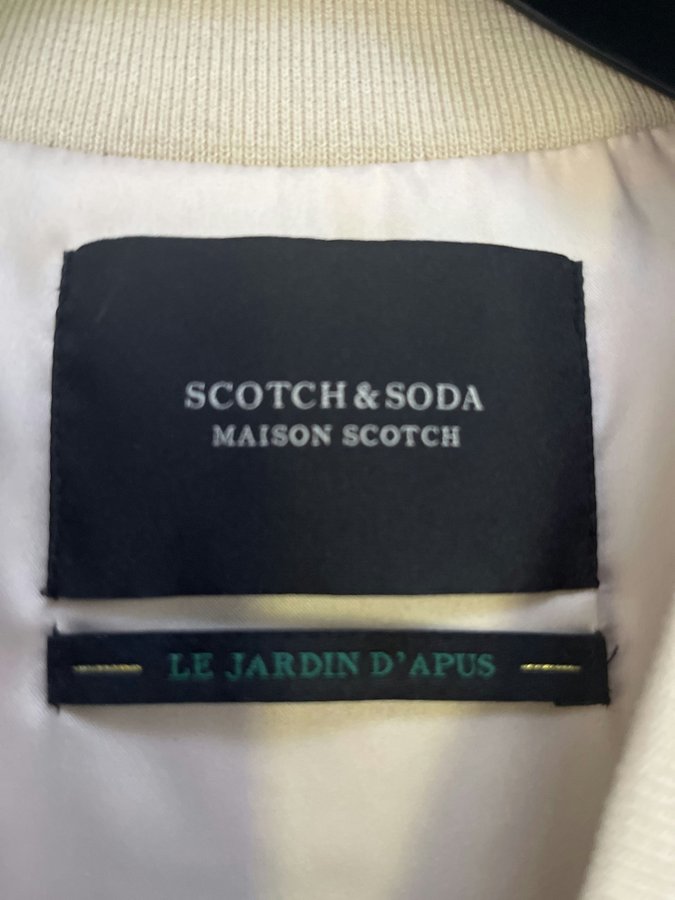 SCOTCH & SODA
MAISON SCOTCH
LE JARDIN D'APUS